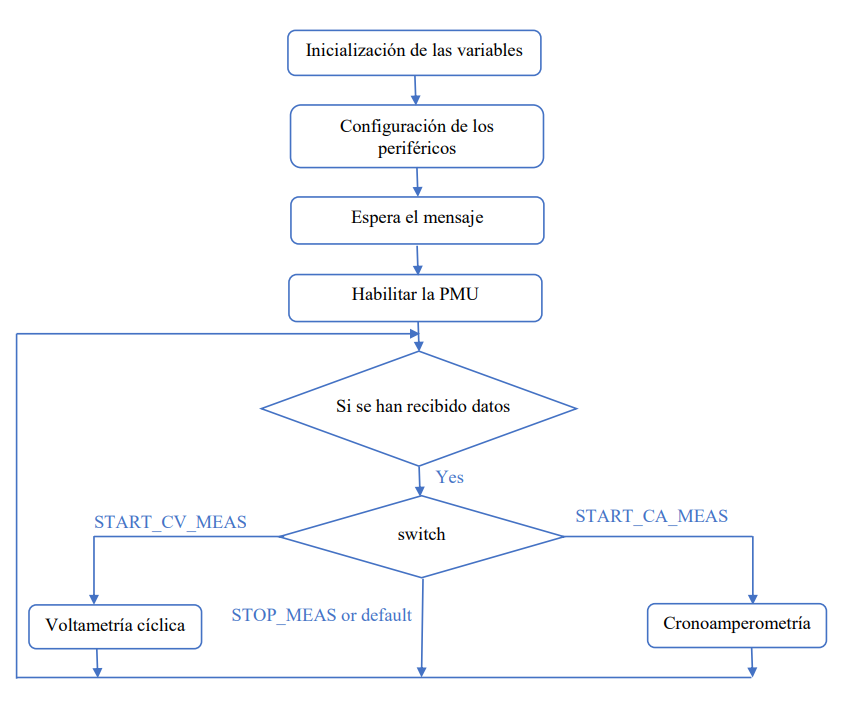 Inicialización de las variables
Configuración de los
periféricos
Espera el mensaje
Habilitar la PMU
Si se han recibido datos
Yes
START_CV_MEAS
switch
START_CA_MEAS
STOP_MEAS or default
Voltametría cíclica
Cronoamperometría